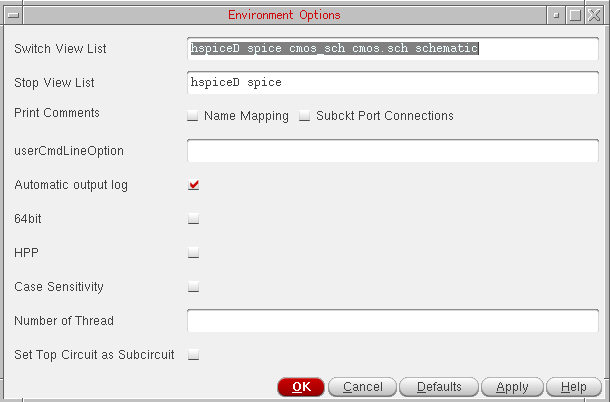 Environment Options
Switch View List hspiceD spice cmos_sch cmos.sch schematic
Stop View List hspiceD spice
Print Comments Name Mapping Subckt Port Connections
userCmdLineOption
Automatic output log
64bit
HPP
Case Sensitivity
Number of Thread
Set Top Circuit as Subcircuit
OK Cancel Defaults Apply Help